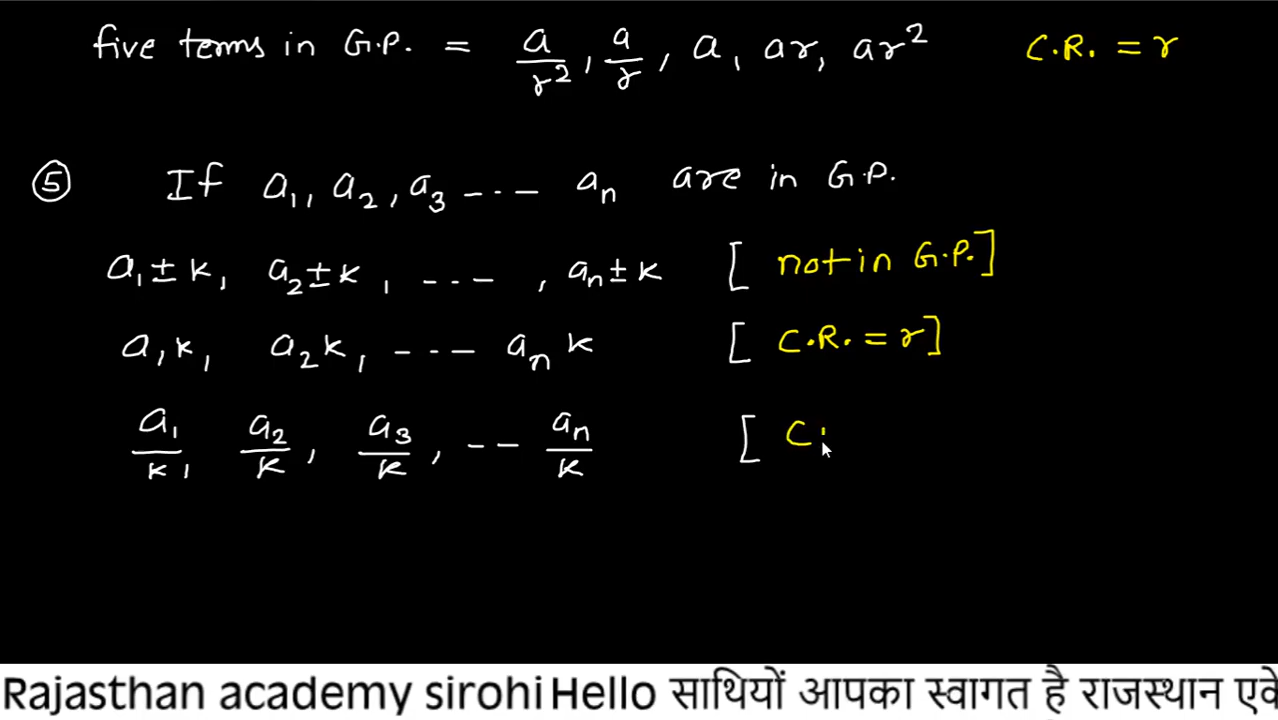 five terms in G.P. = a/r², a/r, a, ar, ar² C.R. = r
⑤ If a₁, a₂, a₃ -·- aₙ are in G.P.
a₁±k, a₂±k, -·-, aₙ±k [ not in G.P.]
a₁k, a₂k, -·- aₙk [ C.R. = r]
a₁/k, a₂/k, a₃/k, -- aₙ/k [ C.
Rajasthan academy sirohi Hello साथियों आपका स्वागत है राजस्थान एवे